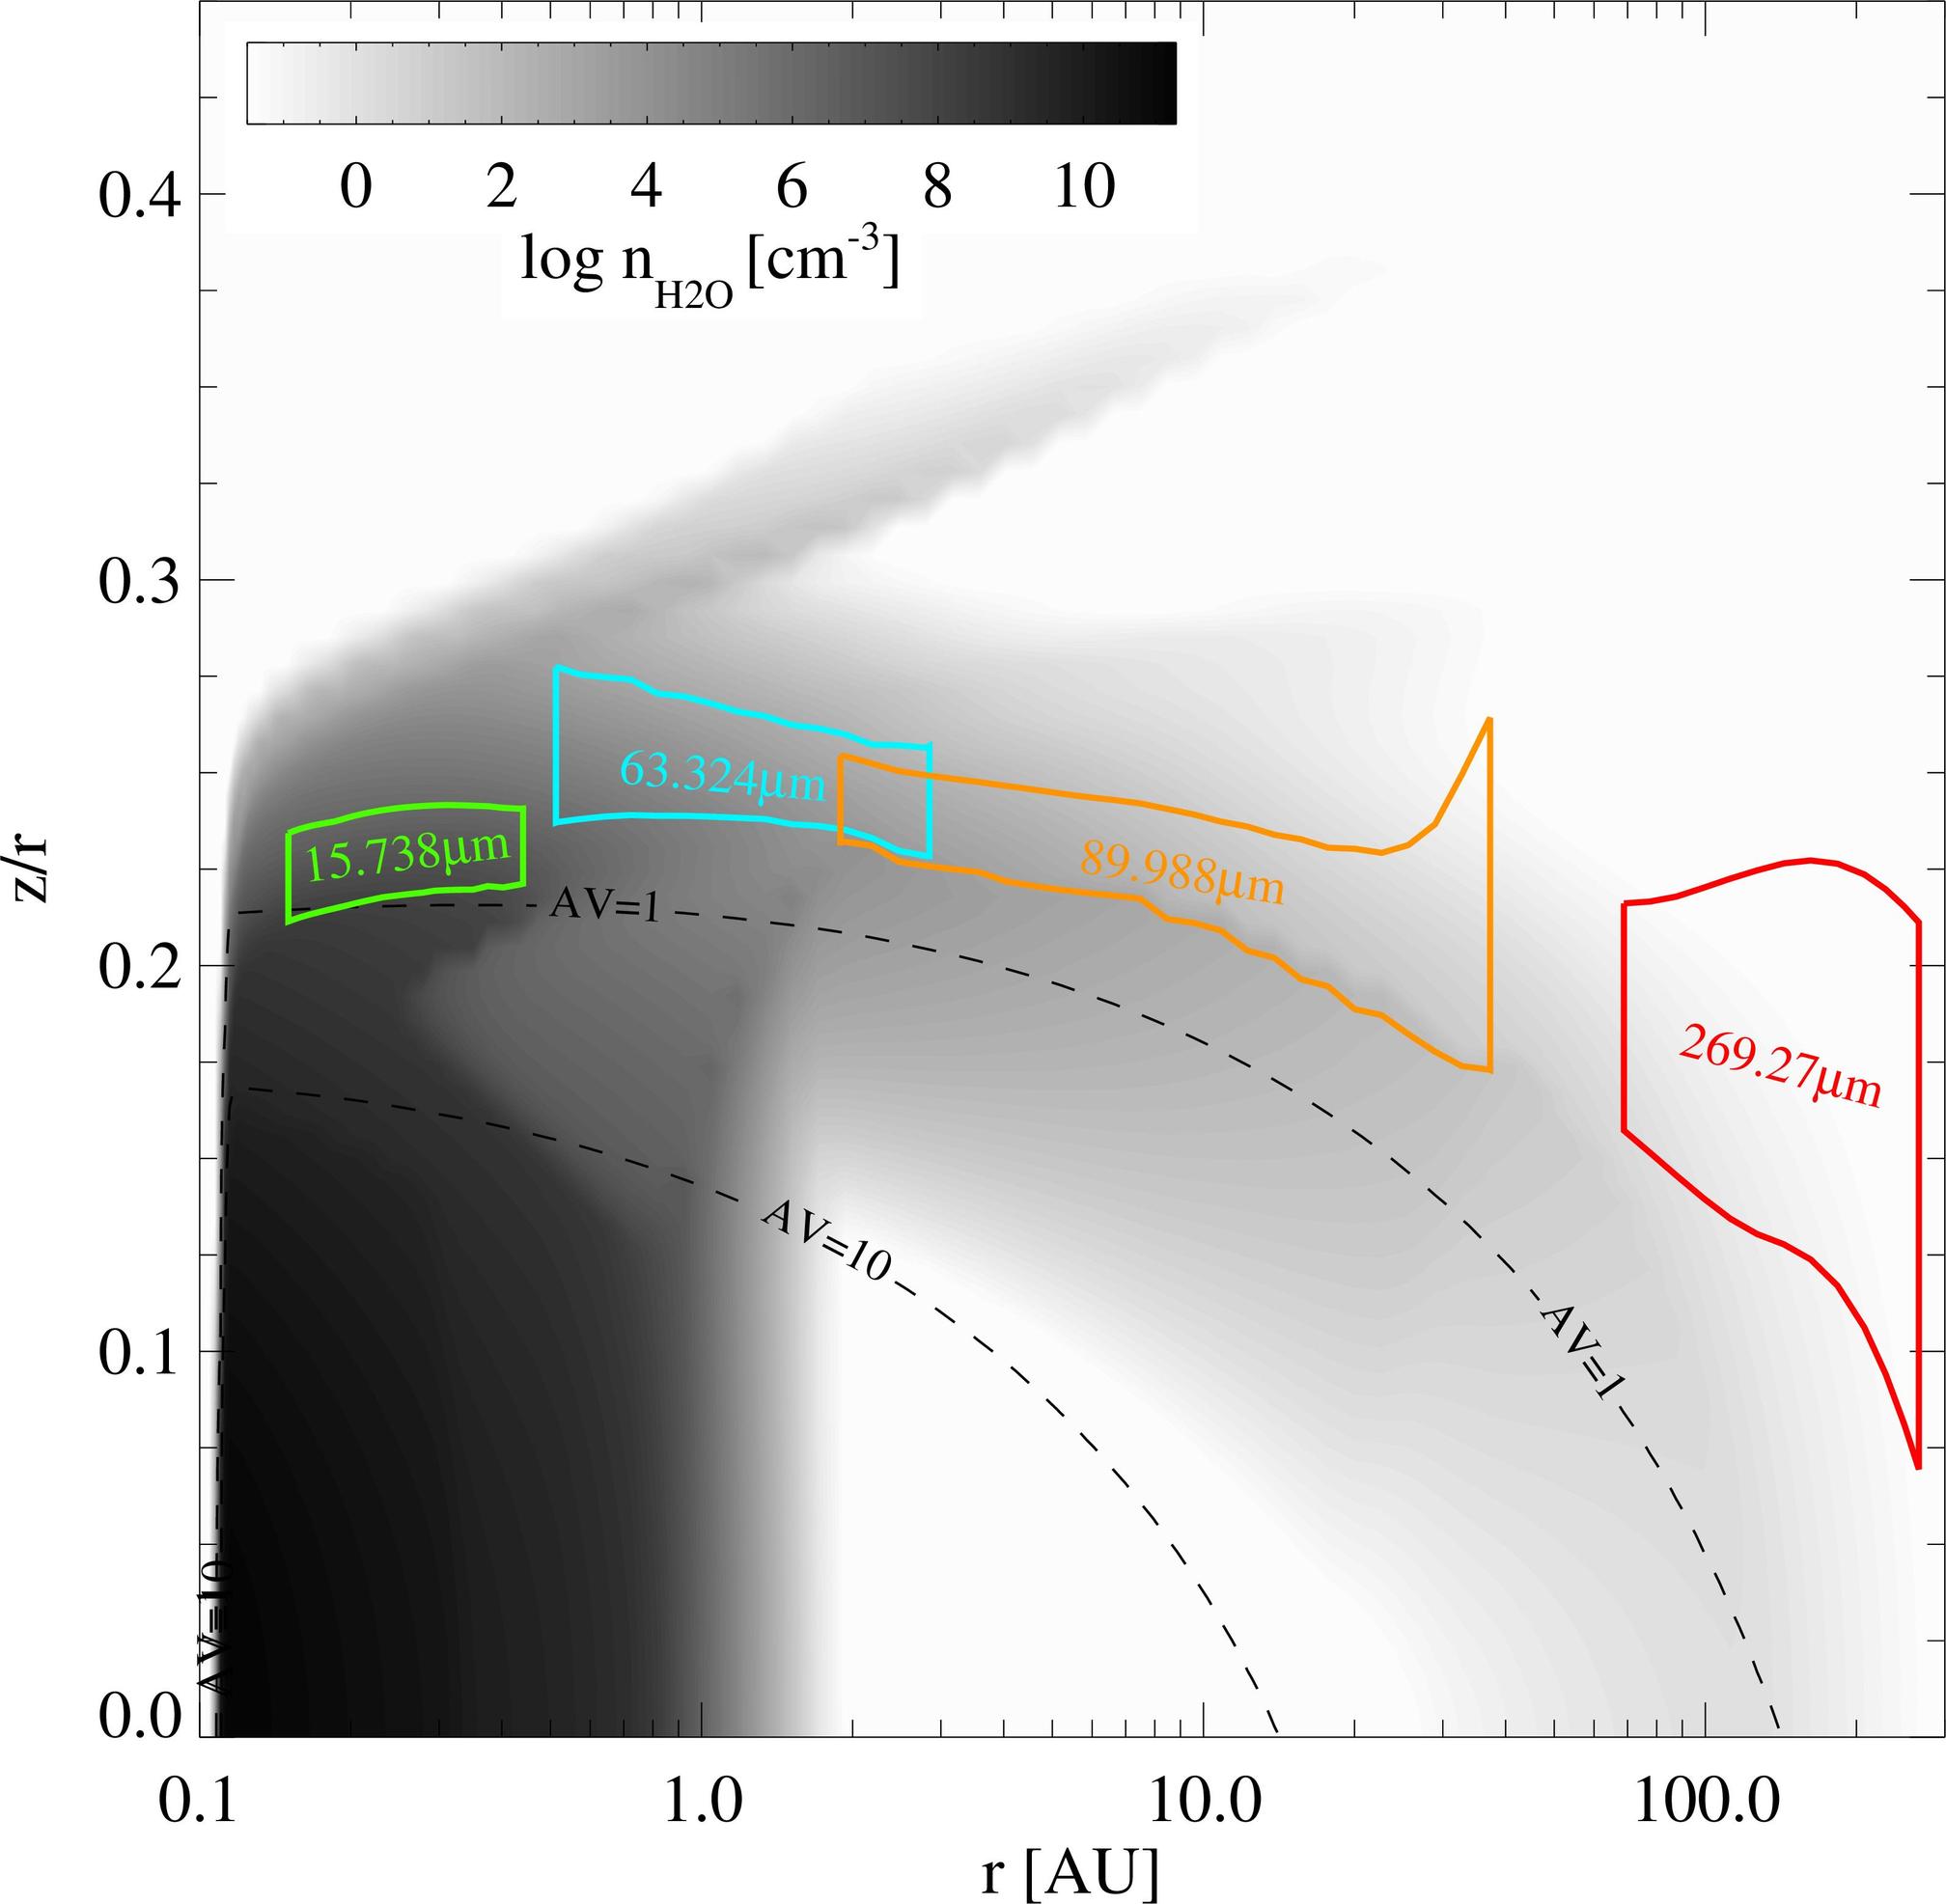 0 2 4 6 8 10
log n_H2O [cm^-3]
0.4
0.3
0.2
0.1
0.0
z/r
63.324μm
15.738μm
89.988μm
269.27μm
AV=1
AV=10
AV=1
AV=10
0.1 1.0 10.0 100.0
r [AU]